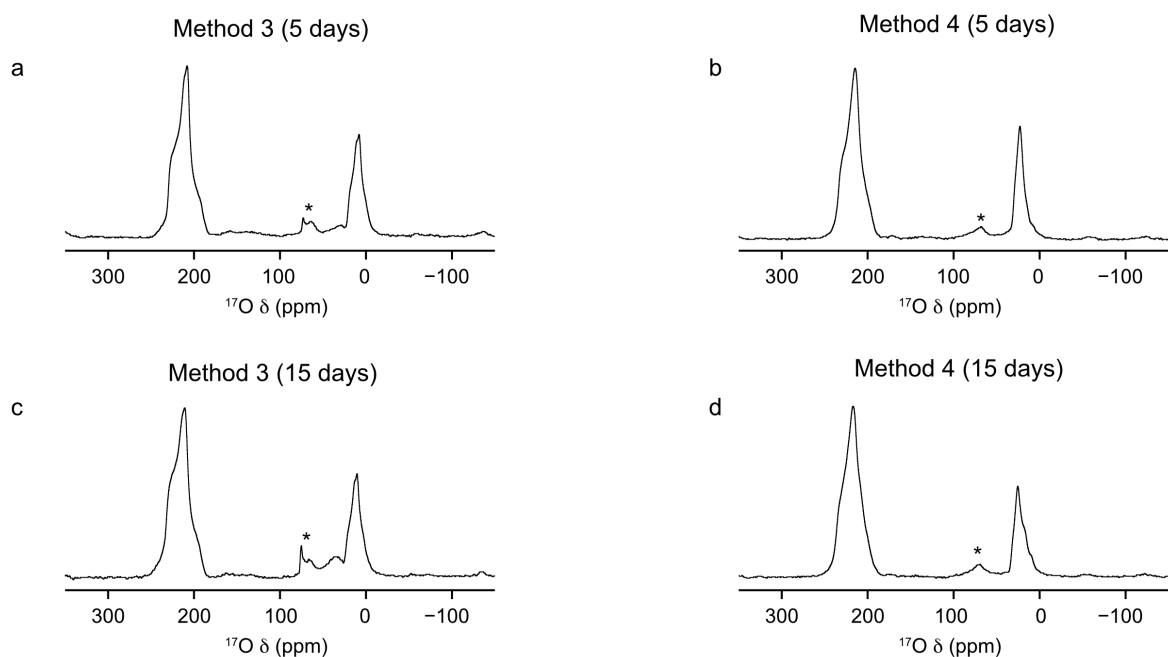 Method 3 (5 days)
a
*
300 200 100 0 −100
¹⁷O δ (ppm)
Method 4 (5 days)
b
*
300 200 100 0 −100
¹⁷O δ (ppm)
Method 3 (15 days)
c
*
300 200 100 0 −100
¹⁷O δ (ppm)
Method 4 (15 days)
d
*
300 200 100 0 −100
¹⁷O δ (ppm)